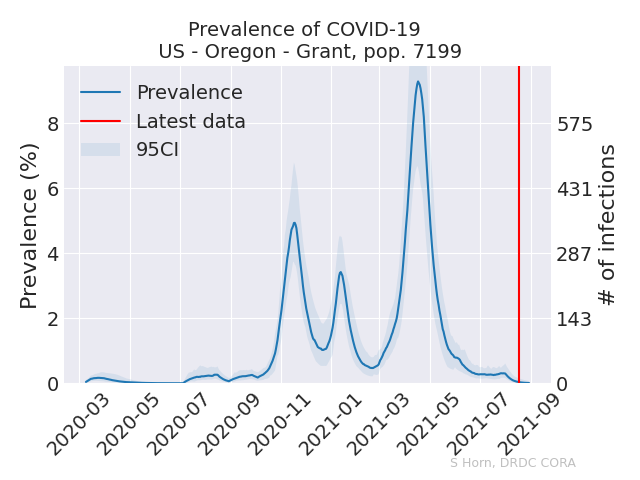 Prevalence of COVID-19
US - Oregon - Grant, pop. 7199
Prevalence
Latest data
95CI
Prevalence (%)
8
6
4
2
0
575
431
287
143
0
# of infections
2020-03
2020-05
2020-07
2020-09
2020-11
2021-01
2021-03
2021-05
2021-07
2021-09
S Horn, DRDC CORA